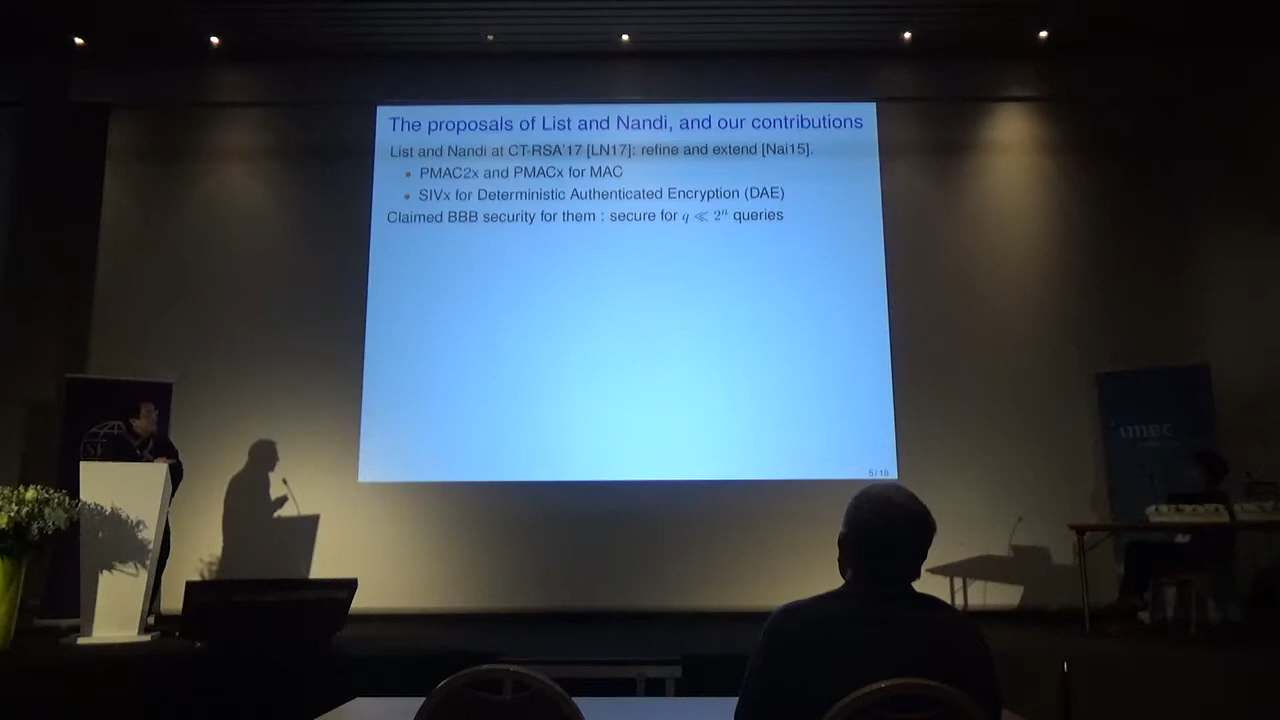 The proposals of List and Nandi, and our contributions
List and Nandi at CT-RSA'17 [LN17]: refine and extend [Nai15].
• PMAC2x and PMACx for MAC
• SIVx for Deterministic Authenticated Encryption (DAE)
Claimed BBB security for them : secure for q ≪ 2ⁿ queries
5 / 18
imec